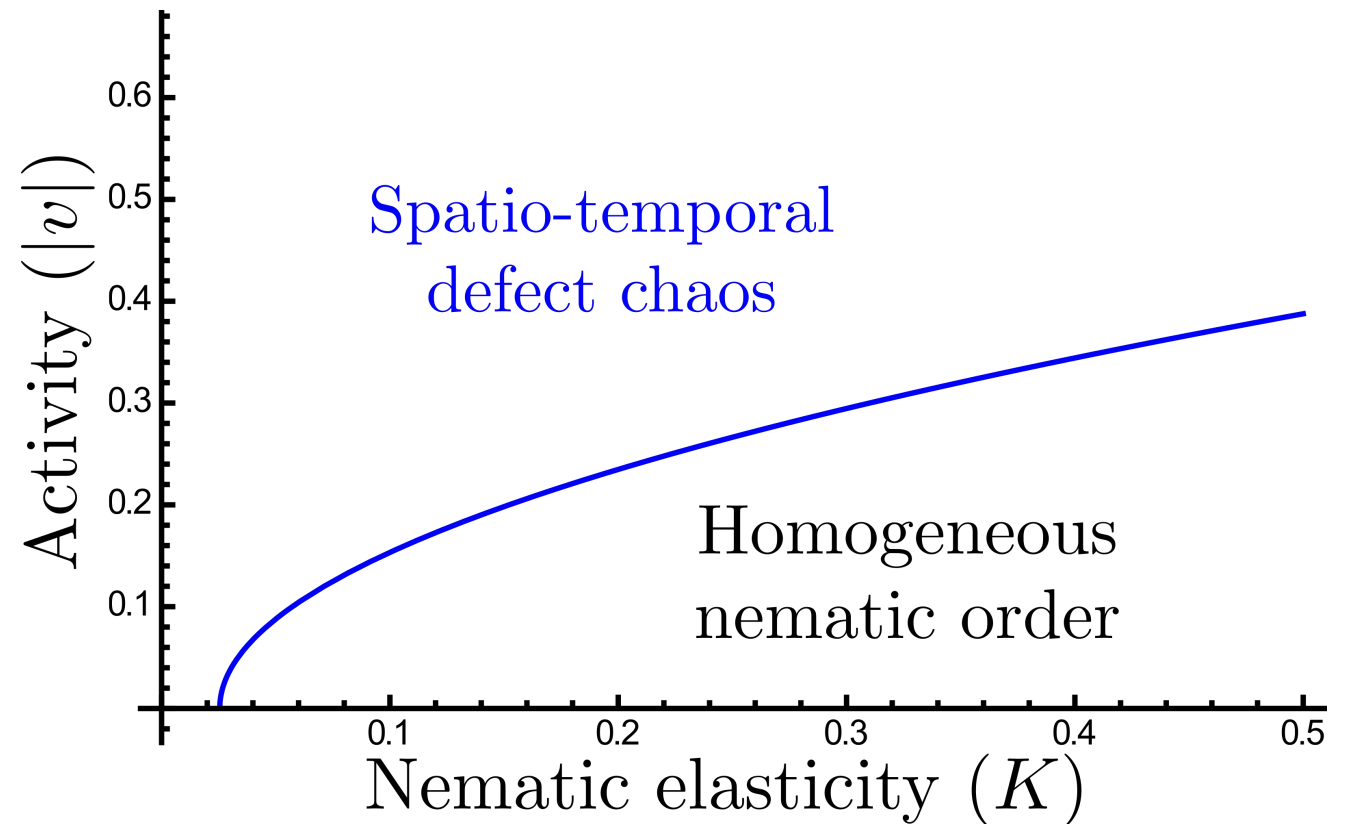 0.6
0.5
0.4
0.3
0.2
0.1
Activity (|v|)
Spatio-temporal
defect chaos
Homogeneous
nematic order
0.1 0.2 0.3 0.4 0.5
Nematic elasticity (K)